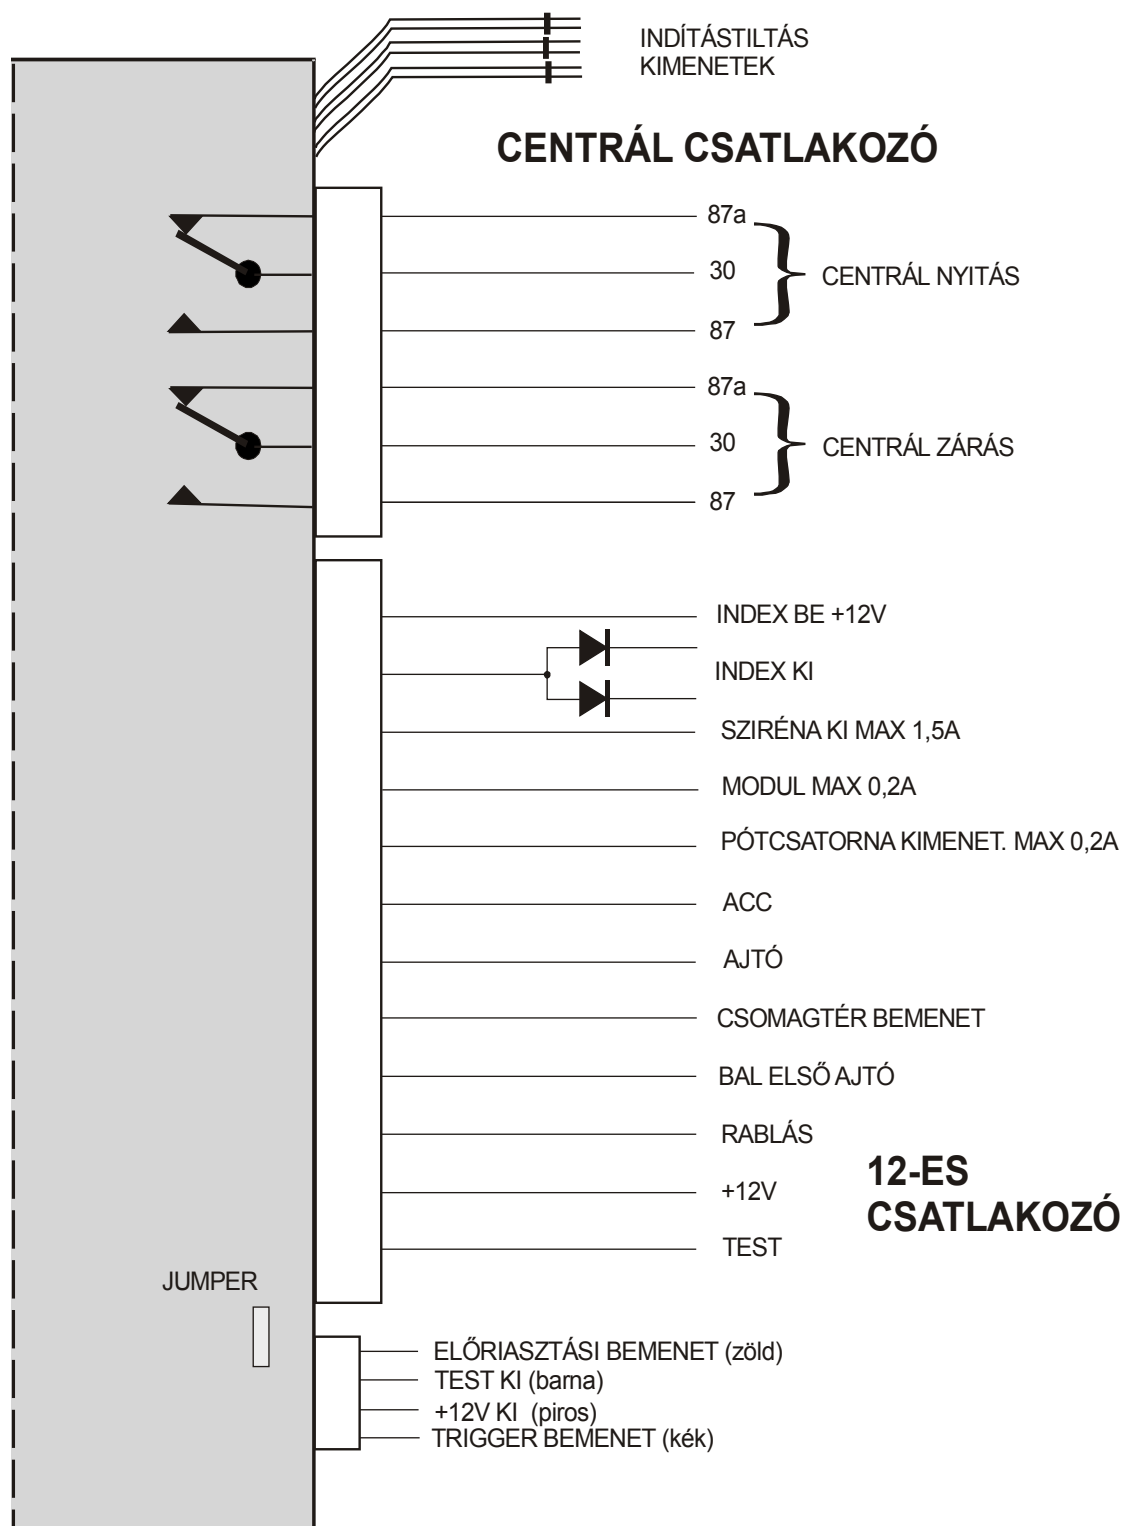 INDÍTÁSTILTÁS
KIMENETEK
CENTRÁL CSATLAKOZÓ
87a
30
CENTRÁL NYITÁS
87
87a
30
CENTRÁL ZÁRÁS
87
INDEX BE +12V
INDEX KI
SZIRÉNA KI MAX 1,5A
MODUL MAX 0,2A
PÓTCSATORNA KIMENET. MAX 0,2A
ACC
AJTÓ
CSOMAGTÉR BEMENET
BAL ELSŐ AJTÓ
RABLÁS
+12V
TEST
12-ES
CSATLAKOZÓ
JUMPER
ELŐRIASZTÁSI BEMENET (zöld)
TEST KI (barna)
+12V KI (piros)
TRIGGER BEMENET (kék)